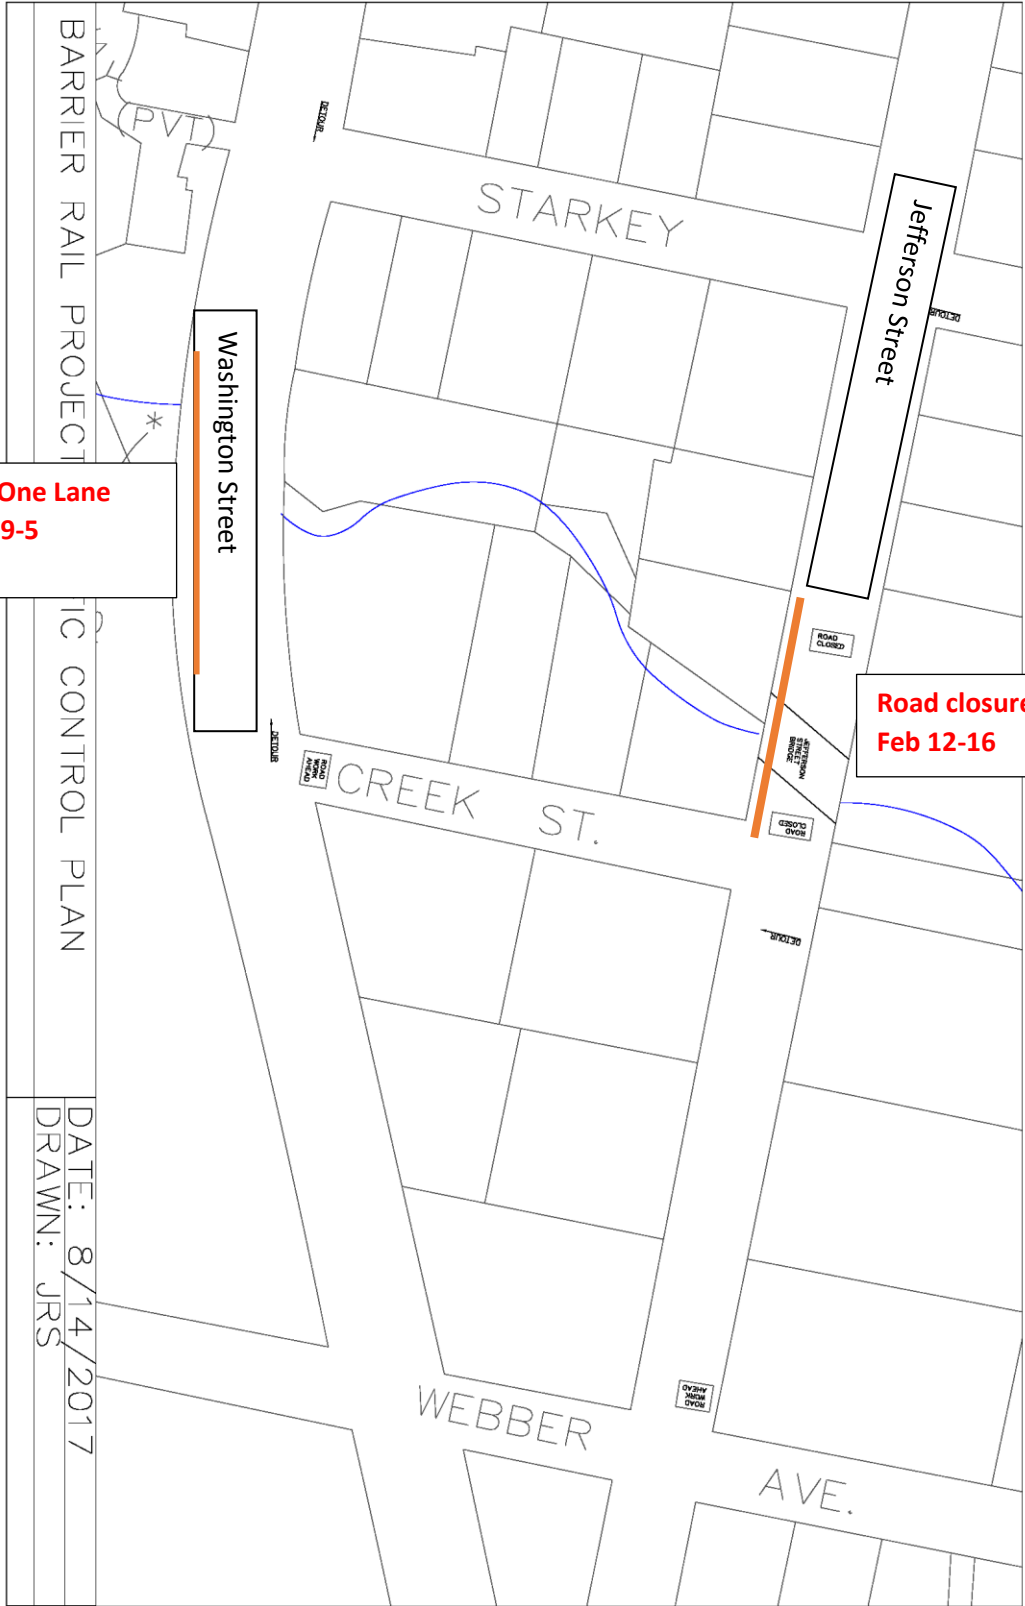 BARRIER RAIL PROJECT
FIC CONTROL PLAN
DATE: 8/14/2017
DRAWN: JRS
(PVT)
DETOUR
STARKEY
Jefferson Street
DETOUR
Washington Street
*
One Lane
9-5
ROAD
CLOSED
Road closure
Feb 12-16
JEFFERSON
STREET
BRIDGE
ROAD
CLOSED
DETOUR
ROAD
WORK
AHEAD
CREEK ST.
DETOUR
ROAD
WORK
AHEAD
WEBBER AVE.